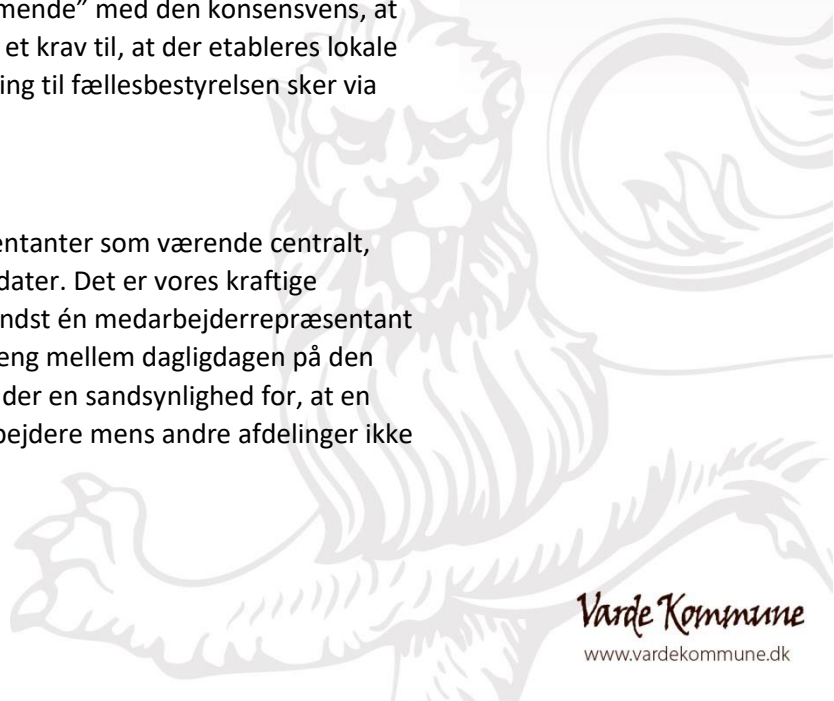 mende” med den konsensvens, at
et krav til, at der etableres lokale
ing til fællesbestyrelsen sker via
entanter som værende centralt,
dater. Det er vores kraftige
ndst én medarbejderrepræsentant
eng mellem dagligdagen på den
der en sandsynlighed for, at en
ejdere mens andre afdelinger ikke
Varde Kommune
www.vardekommune.dk